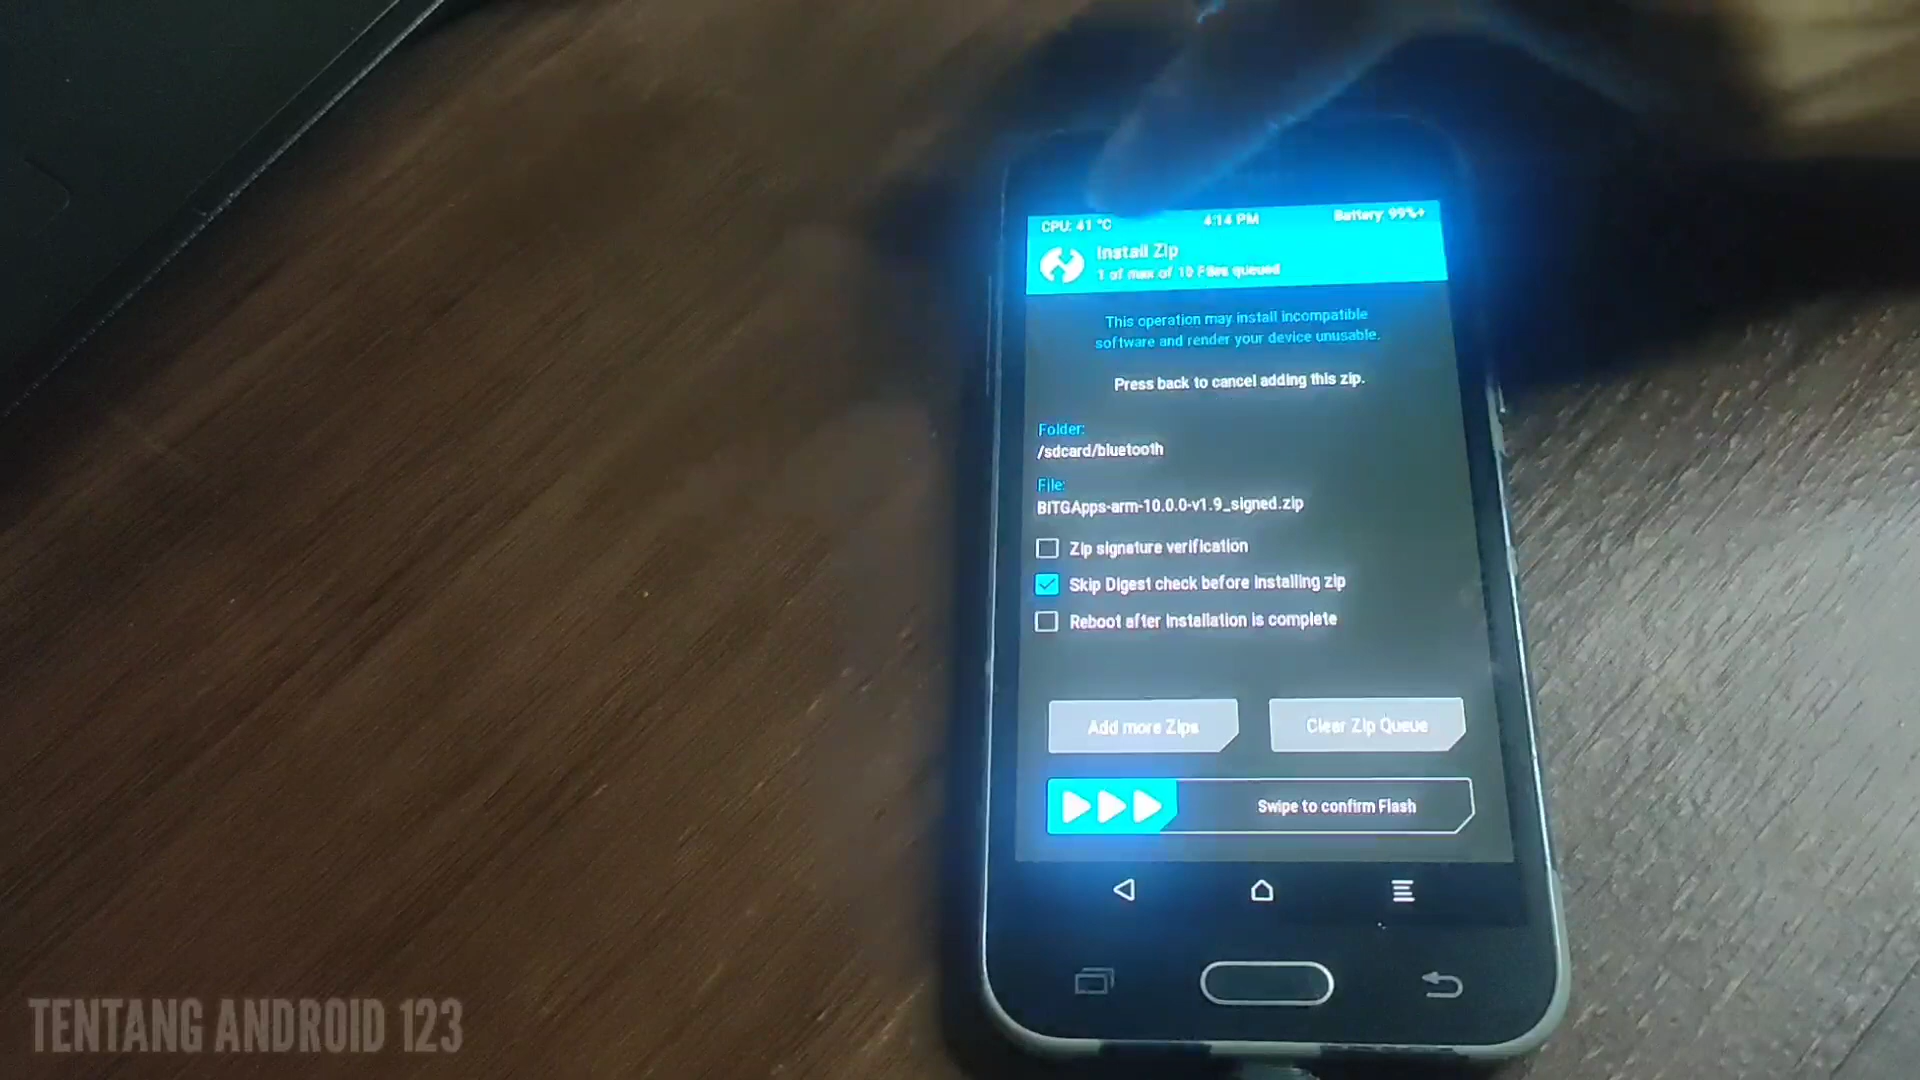 CPU: 41 °C
4:14 PM
Battery: 99%+
Install Zip
1 of max of 10 Files queued
This operation may install incompatible
software and render your device unusable.
Press back to cancel adding this zip.
Folder:
/sdcard/bluetooth
File:
BiTGApps-arm-10.0.0-v1.9_signed.zip
Zip signature verification
Skip Digest check before installing zip
Reboot after installation is complete
Add more Zips
Clear Zip Queue
Swipe to confirm Flash
TENTANG ANDROID 123